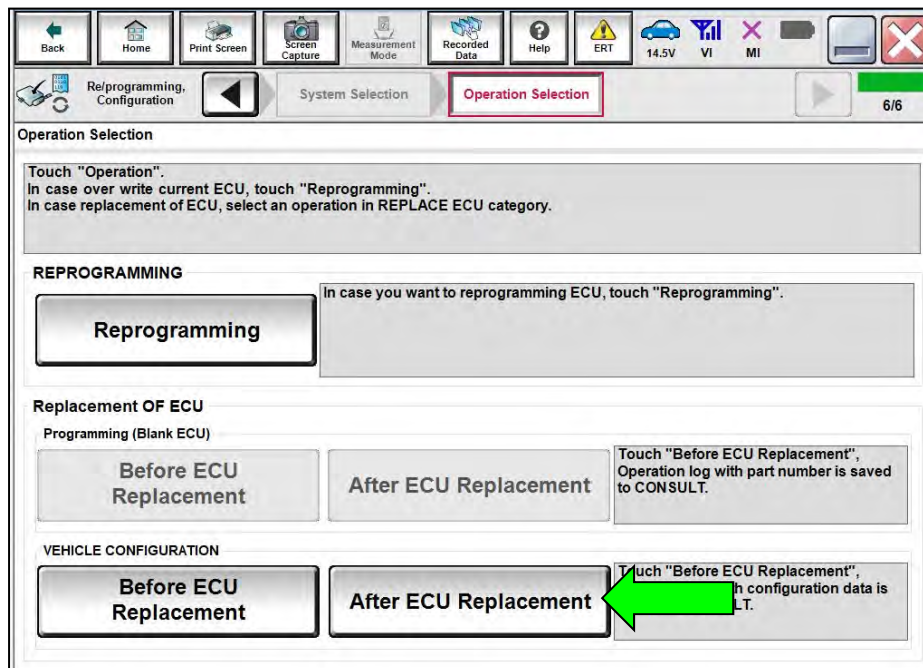 Back
Home
Print Screen
Screen
Capture
Measurement
Mode
Recorded
Data
Help
ERT
14.5V
VI
MI
Re/programming,
Configuration
System Selection
Operation Selection
6/6
Operation Selection
Touch "Operation".
In case over write current ECU, touch "Reprogramming".
In case replacement of ECU, select an operation in REPLACE ECU category.
REPROGRAMMING
Reprogramming
In case you want to reprogramming ECU, touch "Reprogramming".
Replacement OF ECU
Programming (Blank ECU)
Before ECU
Replacement
After ECU Replacement
Touch "Before ECU Replacement",
Operation log with part number is saved
to CONSULT.
VEHICLE CONFIGURATION
Before ECU
Replacement
After ECU Replacement
Touch "Before ECU Replacement",
h configuration data is
LT.